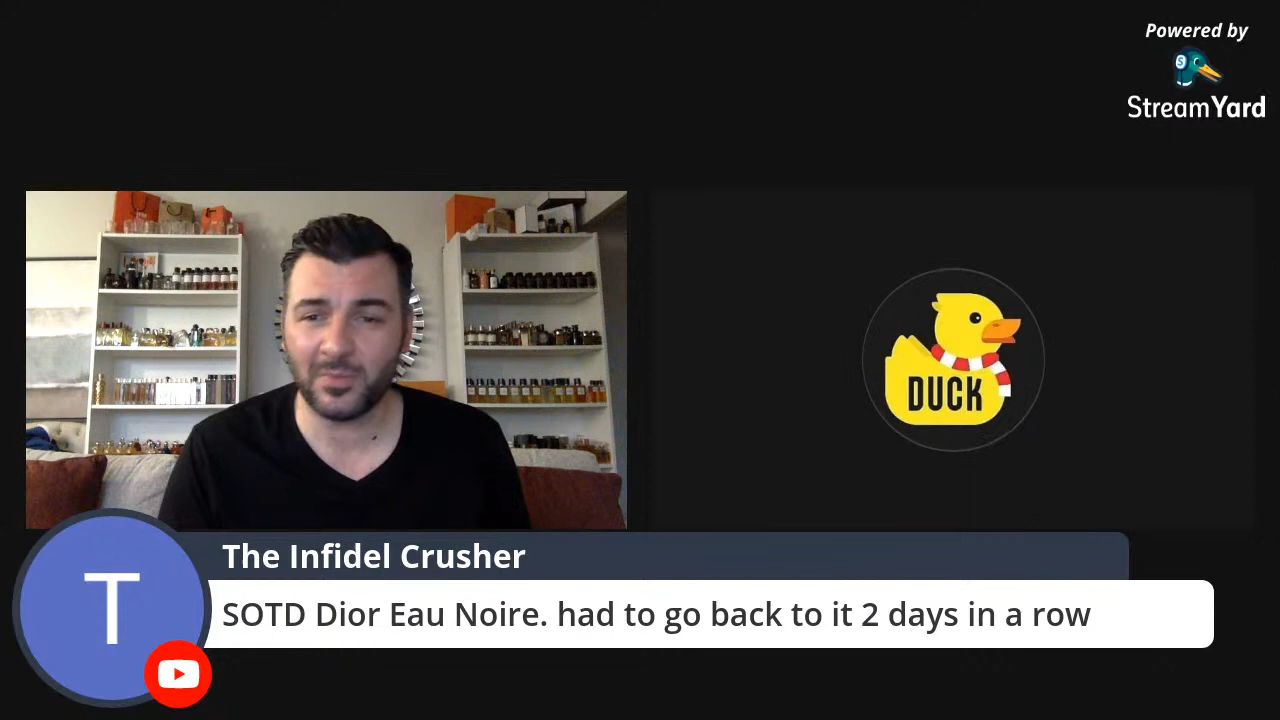 Powered by
StreamYard
DUCK
The Infidel Crusher
SOTD Dior Eau Noire. had to go back to it 2 days in a row
T